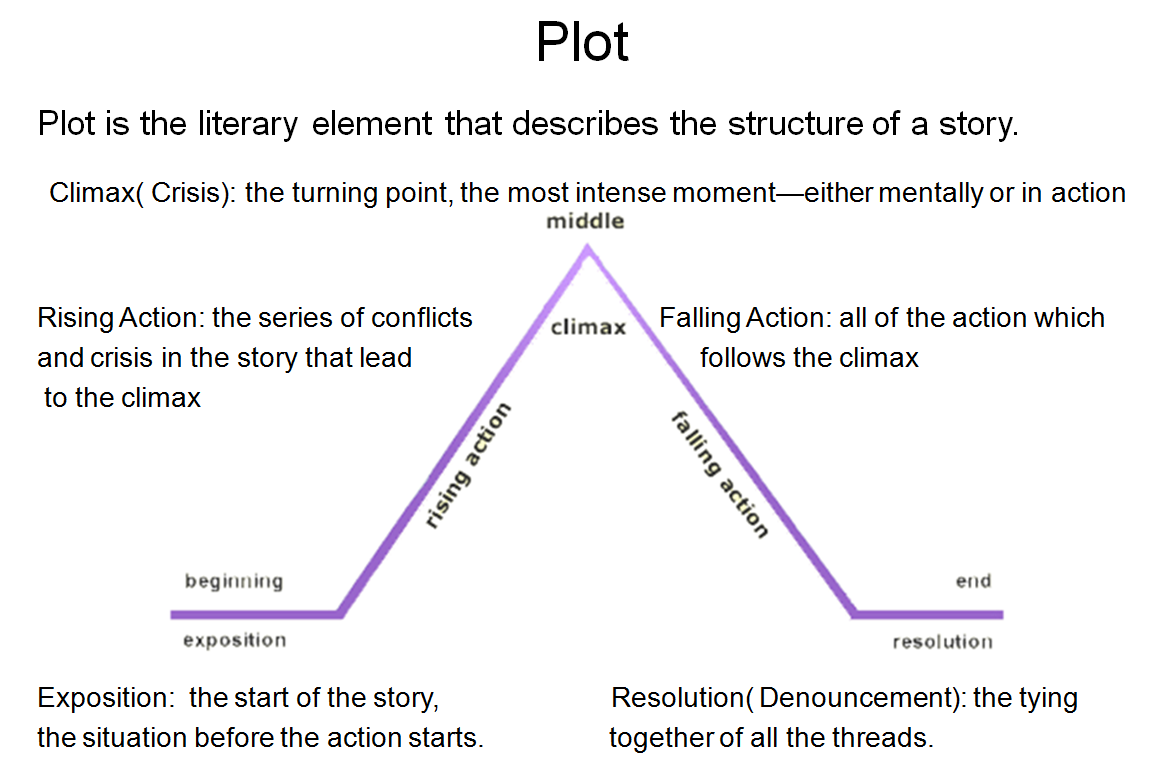 Plot
Plot is the literary element that describes the structure of a story.
Climax( Crisis): the turning point, the most intense moment—either mentally or in action
middle
Rising Action: the series of conflicts
and crisis in the story that lead
to the climax
climax
Falling Action: all of the action which
follows the climax
rising action
falling action
beginning
exposition
end
resolution
Exposition: the start of the story,
the situation before the action starts.
Resolution( Denouncement): the tying
together of all the threads.